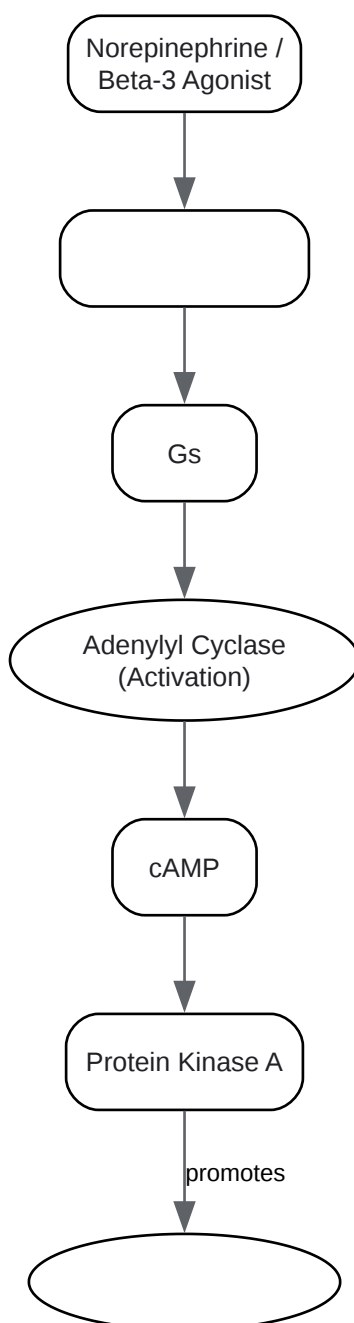 Norepinephrine /
Beta-3 Agonist
Gs
Adenylyl Cyclase
(Activation)
cAMP
Protein Kinase A
promotes